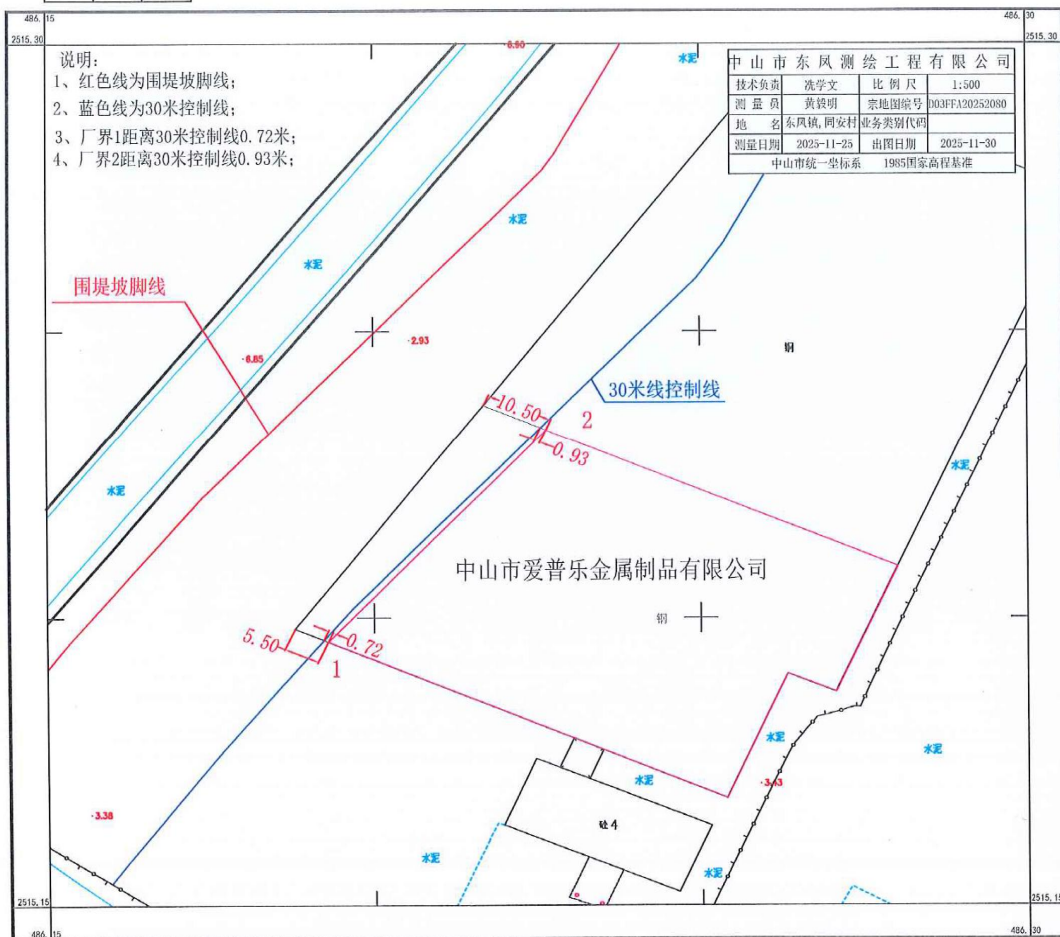 486.15
486.30
2515.30
2515.30
说明:
1、红色线为围堤坡脚线;
2、蓝色线为30米控制线;
3、厂界1距离30米控制线0.72米;
4、厂界2距离30米控制线0.93米;
中山市东凤测绘工程有限公司
技术负责 冼学文 比例尺 1:500
测量员 黄锻明 宗地图编号 D03FFA20252080
地名 东凤镇,同安村 业务类别代码
测量日期 2025-11-25 出图日期 2025-11-30
中山市统一坐标系 1985国家高程基准
6.90
水泥
水泥
水泥
围堤坡脚线
2.93
6.85
钢
30米线控制线
10.50
2
0.93
水泥
水泥
中山市爱普乐金属制品有限公司
钢
5.50
0.72
1
水泥
水泥
水泥
3.43
3.38
砼4
水泥
水泥
2515.15
2515.15
486.15
486.30